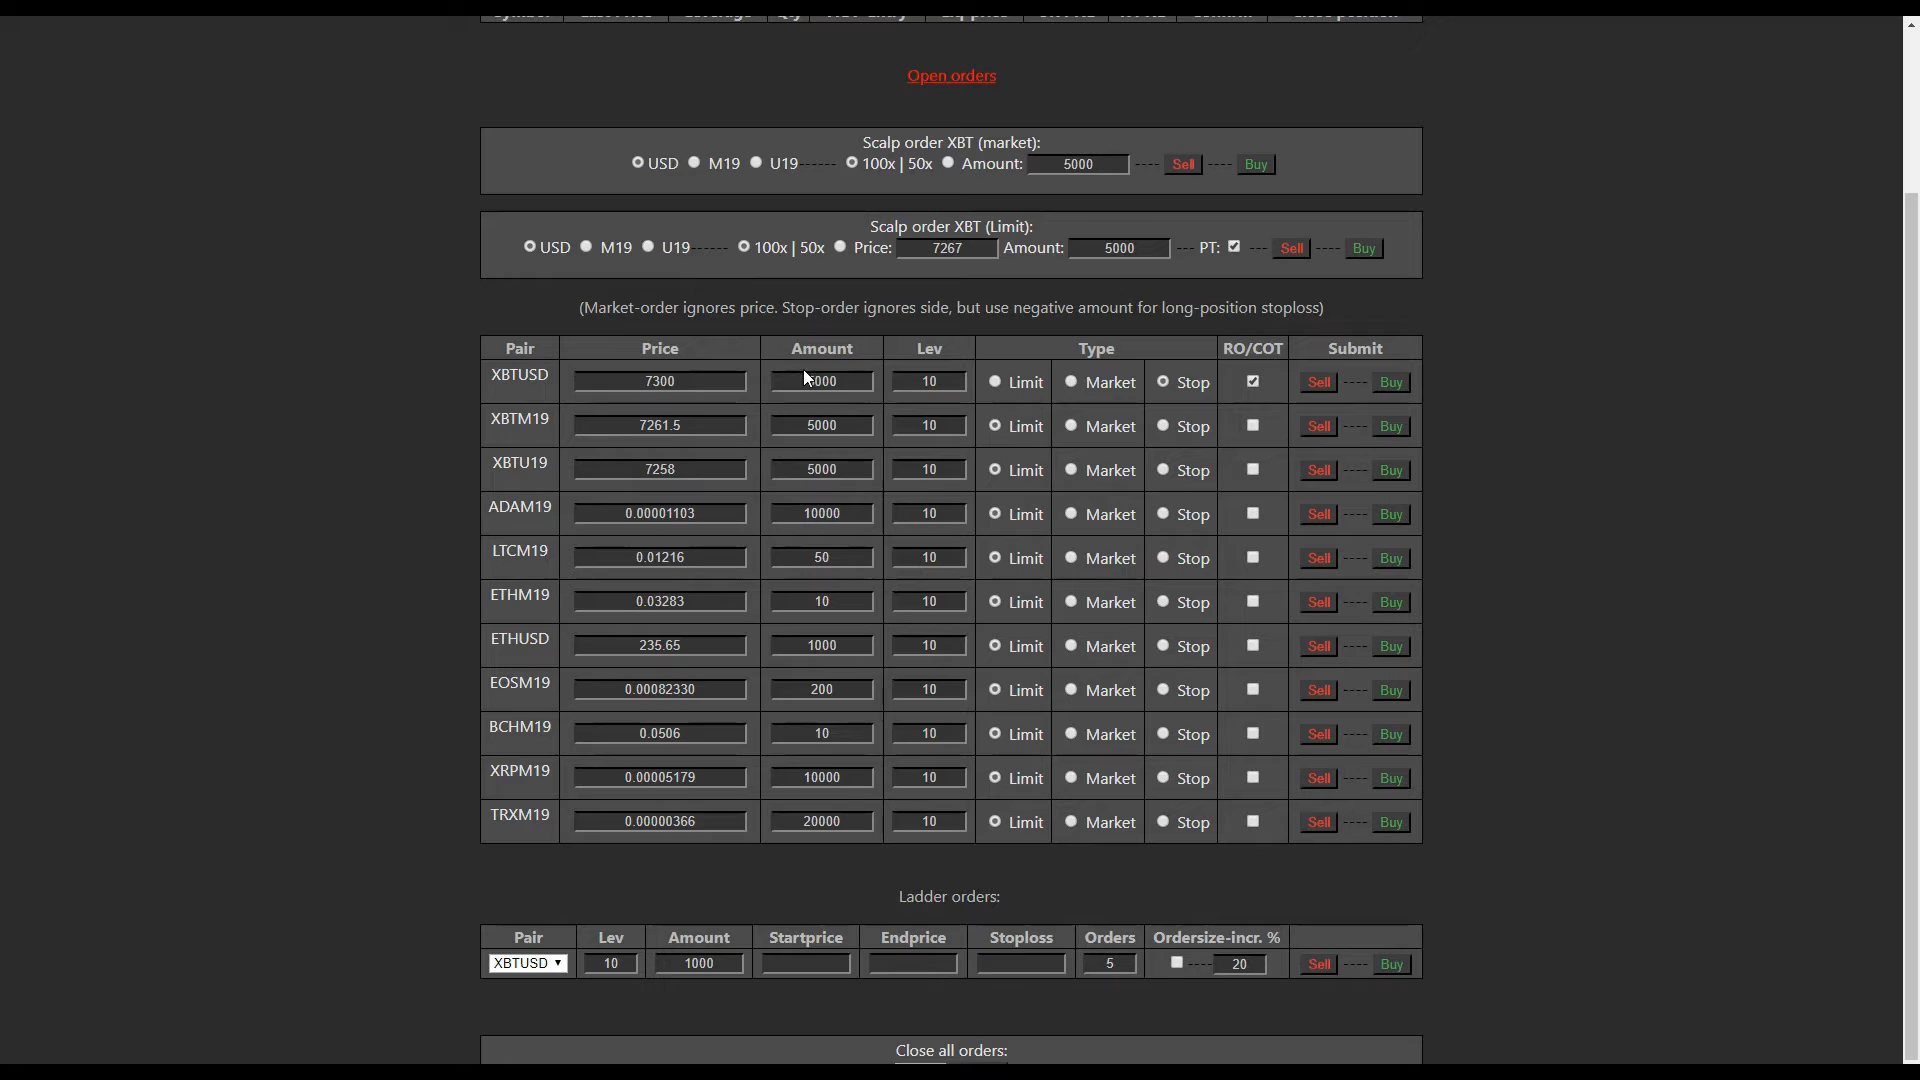 Open orders
Scalp order XBT (market):
USD M19 U19------ 100x | 50x Amount: 5000 ---- Sell ---- Buy
Scalp order XBT (Limit):
USD M19 U19------ 100x | 50x Price: 7267 Amount: 5000 --- PT: --- Sell ---- Buy
(Market-order ignores price. Stop-order ignores side, but use negative amount for long-position stoploss)
Pair Price Amount Lev Type RO/COT Submit
XBTUSD 7300 10 Limit Market Stop Sell ---- Buy
XBTM19 7261.5 5000 10 Limit Market Stop Sell ---- Buy
XBTU19 7258 5000 10 Limit Market Stop Sell ---- Buy
ADAM19 0.00001103 10000 10 Limit Market Stop Sell ---- Buy
LTCM19 0.01216 50 10 Limit Market Stop Sell ---- Buy
ETHM19 0.03283 10 10 Limit Market Stop Sell ---- Buy
ETHUSD 235.65 1000 10 Limit Market Stop Sell ---- Buy
EOSM19 0.00082330 200 10 Limit Market Stop Sell ---- Buy
BCHM19 0.0506 10 10 Limit Market Stop Sell ---- Buy
XRPM19 0.00005179 10000 10 Limit Market Stop Sell ---- Buy
TRXM19 0.00000366 20000 10 Limit Market Stop Sell ---- Buy
Ladder orders:
Pair Lev Amount Startprice Endprice Stoploss Orders Ordersize-incr. %
XBTUSD 10 1000 5 ---- 20 Sell ---- Buy
Close all orders: